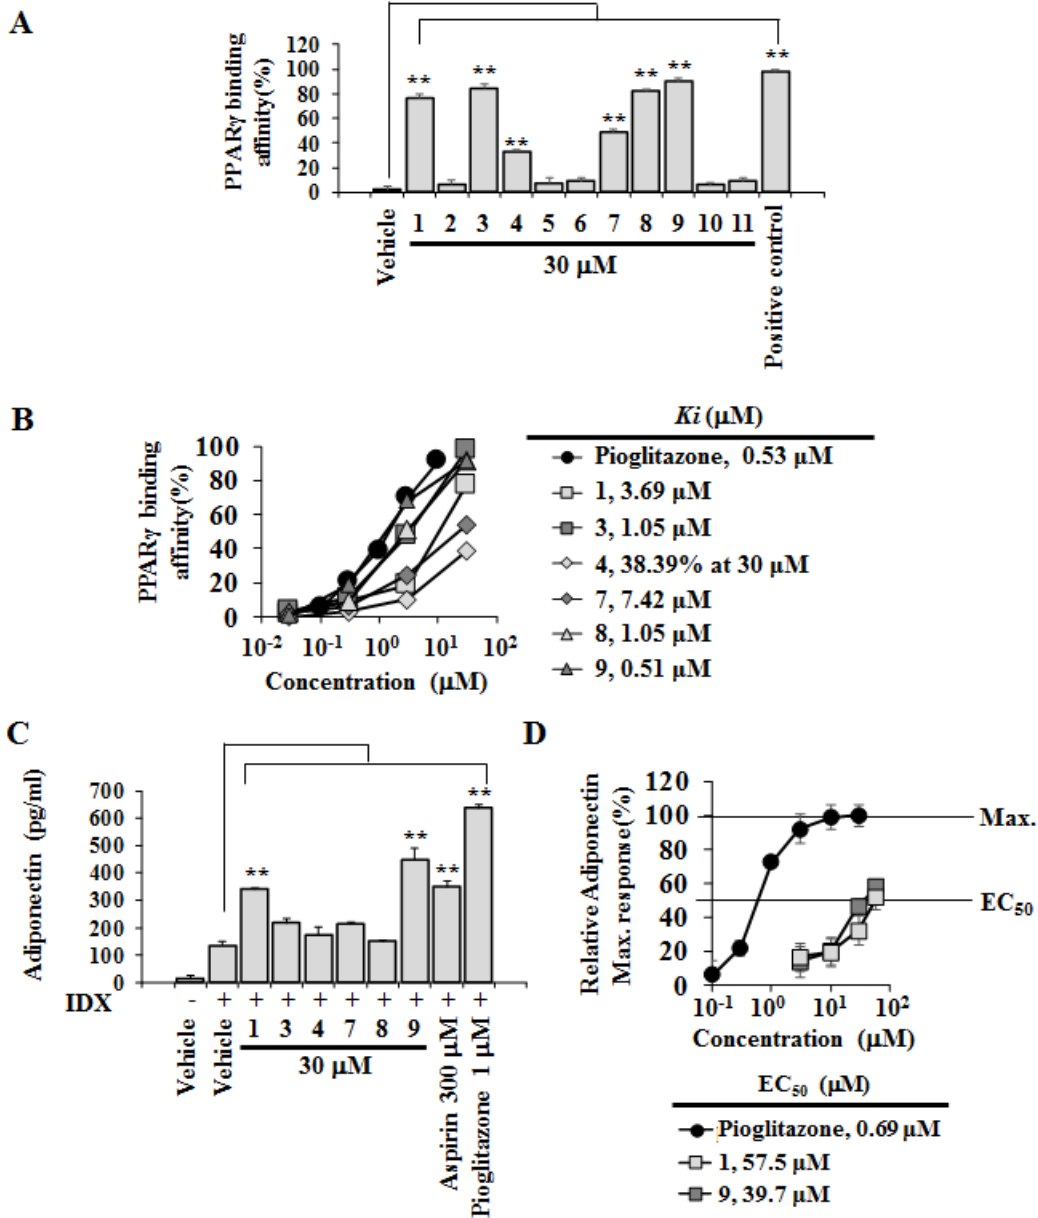 A
PPARγ binding
affinity(%)
120
100
80
60
40
20
0
** ** ** ** ** ** **
Vehicle 1 2 3 4 5 6 7 8 9 10 11 Positive control
30 μM
B
PPARγ binding
affinity(%)
100
80
60
40
20
0
10-2 10-1 100 101 102
Concentration (μM)
Ki (μM)
Pioglitazone, 0.53 μM
1, 3.69 μM
3, 1.05 μM
4, 38.39% at 30 μM
7, 7.42 μM
8, 1.05 μM
9, 0.51 μM
C
Adiponectin (pg/ml)
700
600
500
400
300
200
100
0
** ** ** **
IDX - + + + + + + + + +
Vehicle Vehicle 1 3 4 7 8 9 Aspirin 300 μM Pioglitazone 1 μM
30 μM
D
Relative Adiponectin
Max. response(%)
120
100
80
60
40
20
0
Max.
EC50
10-1 100 101 102
Concentration (μM)
EC50 (μM)
Pioglitazone, 0.69 μM
1, 57.5 μM
9, 39.7 μM